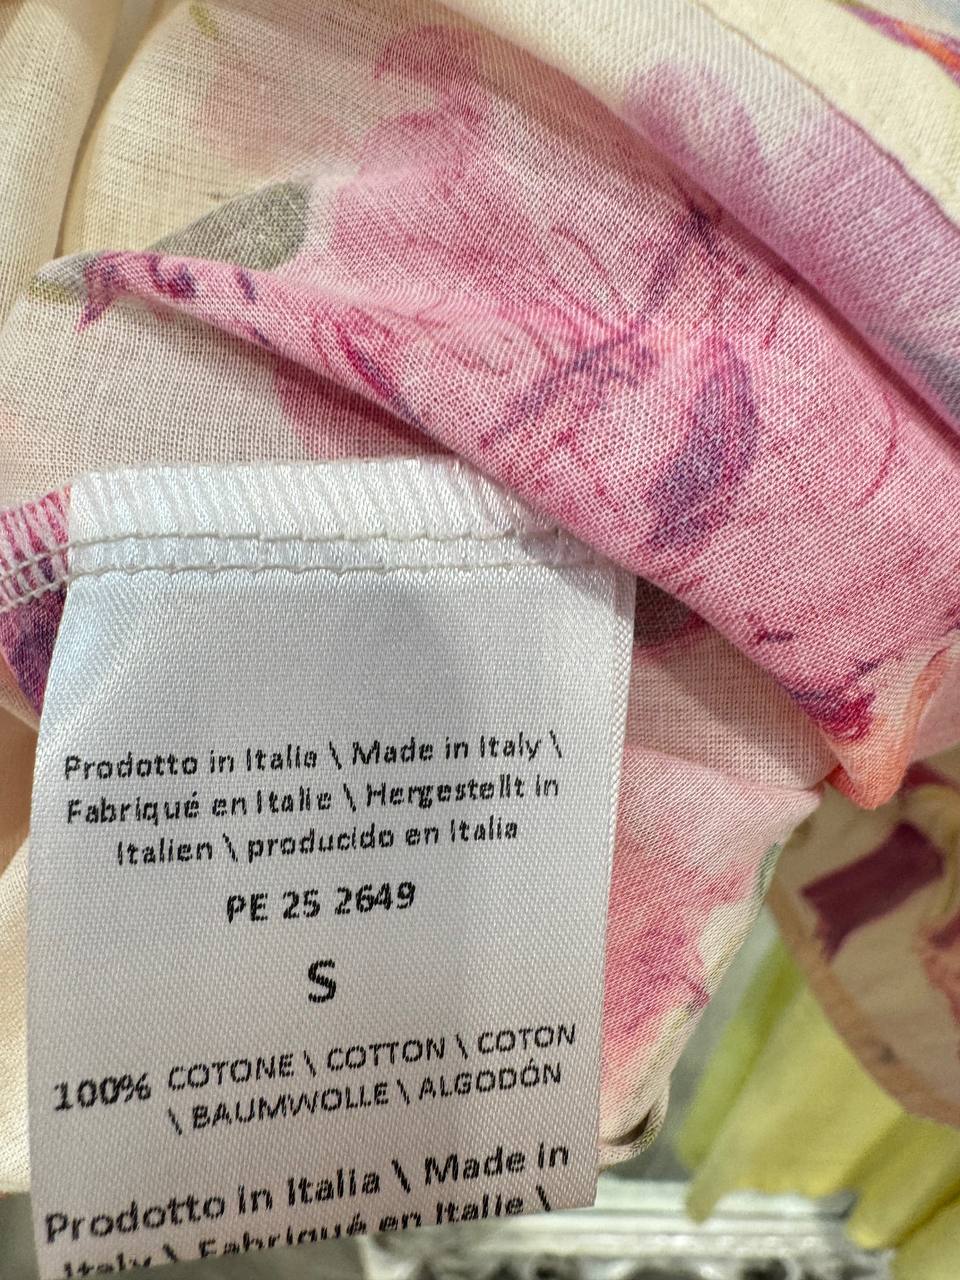 Prodotto in Italia \ Made in Italy \
Fabriqué en Italie \ Hergestellt in
Italien \ producido en Italia
PE 25 2649
S
100% COTONE \ COTTON \ COTON
\ BAUMWOLLE \ ALGODÓN
Prodotto in Italia \ Made in
Italy \ Fabriqué en Italie \